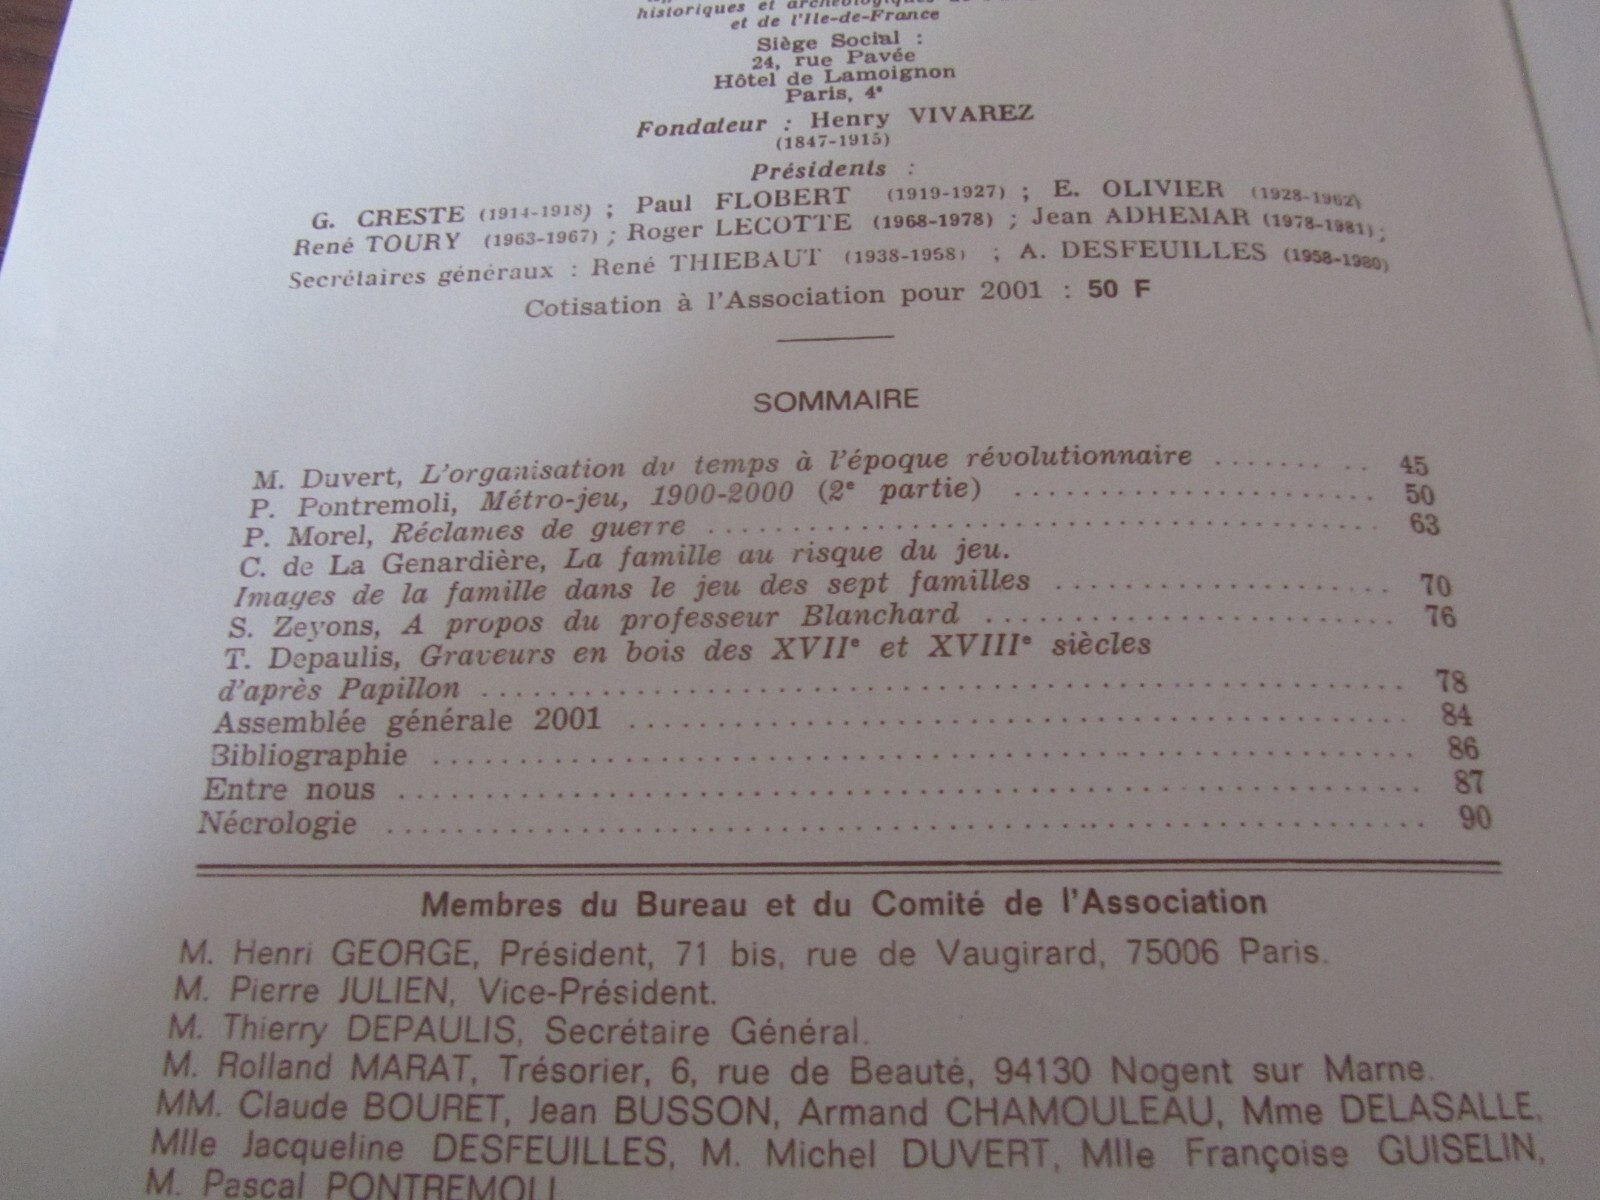 historiques et archéologiques
et de l'Ile-de-France
Siège Social :
24, rue Pavée
Hôtel de Lamoignon
Paris, 4e
Fondateur : Henry VIVAREZ
(1847-1915)
Présidents :
G. CRESTE (1914-1918) ; Paul FLOBERT (1919-1927) ; E. OLIVIER (1928-1962)
René TOURY (1963-1967) ; Roger LECOTTE (1968-1978) ; Jean ADHEMAR (1978-1981) ;
Secrétaires généraux : René THIEBAUT (1938-1958) ; A. DESFEUILLES (1958-1980)
Cotisation à l'Association pour 2001 : 50 F
SOMMAIRE
M. Duvert, L'organisation du temps à l'époque révolutionnaire ........ .. 45
P. Pontremoli, Métro-jeu, 1900-2000 (2e partie) ........................ 50
P. Morel, Réclames de guerre ............................................ 63
C. de La Genardière, La famille au risque du jeu.
Images de la famille dans le jeu des sept familles ...................... 70
S. Zeyons, A propos du professeur Blanchard ........................... 76
T. Depaulis, Graveurs en bois des XVIIe et XVIIIe siècles
d'après Papillon ......................................................... 78
Assemblée générale 2001 ................................................ 84
Bibliographie ............................................................ 86
Entre nous ............................................................... 87
Nécrologie ............................................................... 90
Membres du Bureau et du Comité de l'Association
M. Henri GEORGE, Président, 71 bis, rue de Vaugirard, 75006 Paris.
M. Pierre JULIEN, Vice-Président.
M. Thierry DEPAULIS, Secrétaire Général.
M. Rolland MARAT, Trésorier, 6, rue de Beauté, 94130 Nogent sur Marne.
MM. Claude BOURET, Jean BUSSON, Armand CHAMOULEAU, Mme DELASALLE,
Mlle Jacqueline DESFEUILLES, M. Michel DUVERT, Mlle Françoise GUISELIN,
M. Pascal PONTREMOLI